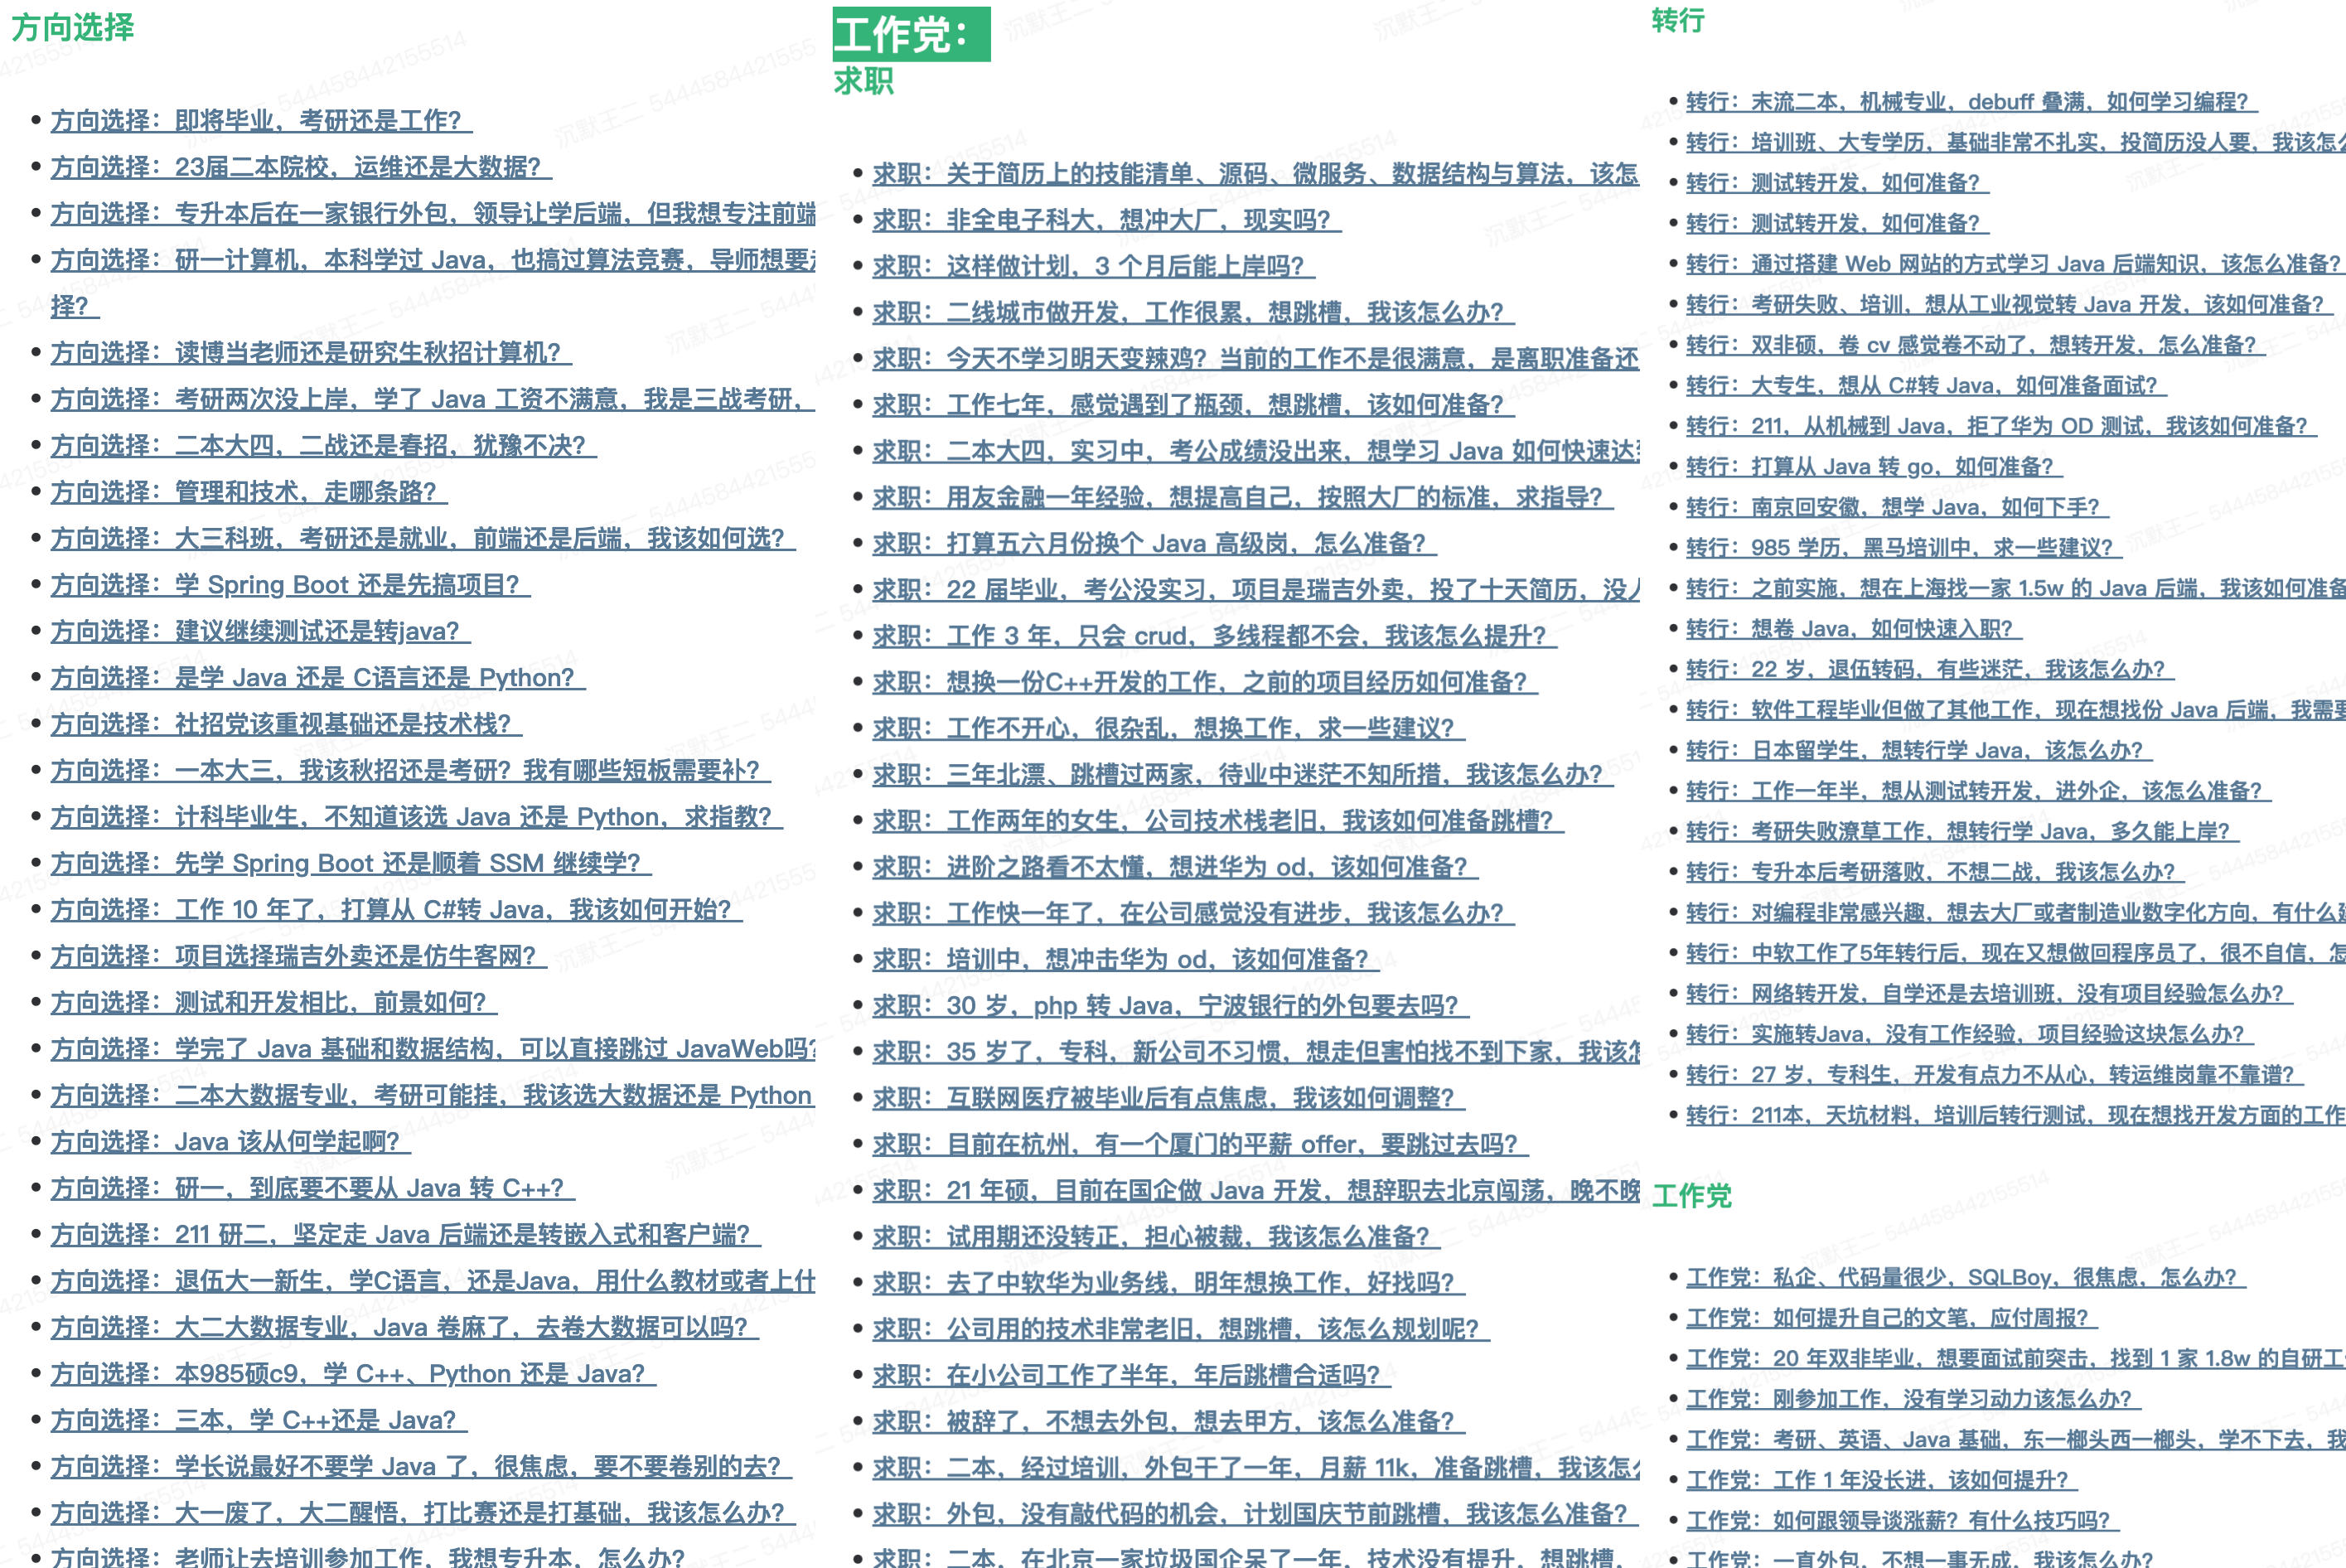 方向选择
方向选择：即将毕业，考研还是工作？
方向选择：23届二本院校，运维还是大数据？
方向选择：专升本后在一家银行外包，领导让学后端，但我想专注前端
方向选择：研一计算机，本科学过 Java，也搞过算法竞赛，导师想要
择？
方向选择：读博当老师还是研究生秋招计算机？
方向选择：考研两次没上岸，学了 Java 工资不满意，我是三战考研，
方向选择：二本大四，二战还是春招，犹豫不决？
方向选择：管理和技术，走哪条路？
方向选择：大三科班，考研还是就业，前端还是后端，我该如何选？
方向选择：学 Spring Boot 还是先搞项目？
方向选择：建议继续测试还是转java？
方向选择：是学 Java 还是 C语言还是 Python？
方向选择：社招党该重视基础还是技术栈？
方向选择：一本大三，我该秋招还是考研？我有哪些短板需要补？
方向选择：计科毕业生，不知道该选 Java 还是 Python，求指教？
方向选择：先学 Spring Boot 还是顺着 SSM 继续学？
方向选择：工作 10 年了，打算从 C#转 Java，我该如何开始？
方向选择：项目选择瑞吉外卖还是仿牛客网？
方向选择：测试和开发相比，前景如何？
方向选择：学完了 Java 基础和数据结构，可以直接跳过 JavaWeb吗？
方向选择：二本大数据专业，考研可能挂，我该选大数据还是 Python
方向选择：Java 该从何学起啊？
方向选择：研一，到底要不要从 Java 转 C++？
方向选择：211 研二，坚定走 Java 后端还是转嵌入式和客户端？
方向选择：退伍大一新生，学C语言，还是Java，用什么教材或者上什
方向选择：大二大数据专业，Java 卷麻了，去卷大数据可以吗？
方向选择：本985硕c9，学 C++、Python 还是 Java？
方向选择：三本，学 C++还是 Java？
方向选择：学长说最好不要学 Java 了，很焦虑，要不要卷别的去？
方向选择：大一废了，大二醒悟，打比赛还是打基础，我该怎么办？
方向选择：老师让去培训参加工作，我想专升本，怎么办？
工作党：
求职
求职：关于简历上的技能清单、源码、微服务、数据结构与算法，该怎
求职：非全电子科大，想冲大厂，现实吗？
求职：这样做计划，3 个月后能上岸吗？
求职：二线城市做开发，工作很累，想跳槽，我该怎么办？
求职：今天不学习明天变辣鸡？当前的工作不是很满意，是离职准备还
求职：工作七年，感觉遇到了瓶颈，想跳槽，该如何准备？
求职：二本大四，实习中，考公成绩没出来，想学习 Java 如何快速达
求职：用友金融一年经验，想提高自己，按照大厂的标准，求指导？
求职：打算五六月份换个 Java 高级岗，怎么准备？
求职：22 届毕业，考公没实习，项目是瑞吉外卖，投了十天简历，没
求职：工作 3 年，只会 crud，多线程都不会，我该怎么提升？
求职：想换一份C++开发的工作，之前的项目经历如何准备？
求职：工作不开心，很杂乱，想换工作，求一些建议？
求职：三年北漂、跳槽过两家，待业中迷茫不知所措，我该怎么办？
求职：工作两年的女生，公司技术栈老旧，我该如何准备跳槽？
求职：进阶之路看不太懂，想进华为 od，该如何准备？
求职：工作快一年了，在公司感觉没有进步，我该怎么办？
求职：培训中，想冲击华为 od，该如何准备？
求职：30 岁，php 转 Java，宁波银行的外包要去吗？
求职：35 岁了，专科，新公司不习惯，想走但害怕找不到下家，我该
求职：互联网医疗被毕业后有点焦虑，我该如何调整？
求职：目前在杭州，有一个厦门的平薪 offer，要跳过去吗？
求职：21 年硕，目前在国企做 Java 开发，想辞职去北京闯荡，晚不晚
求职：试用期还没转正，担心被裁，我该怎么准备？
求职：去了中软华为业务线，明年想换工作，好找吗？
求职：公司用的技术非常老旧，想跳槽，该怎么规划呢？
求职：在小公司工作了半年，年后跳槽合适吗？
求职：被辞了，不想去外包，想去甲方，该怎么准备？
求职：二本，经过培训，外包干了一年，月薪 11k，准备跳槽，我该怎么
求职：外包，没有敲代码的机会，计划国庆节前跳槽，我该怎么准备？
求职：二本，在北京一家垃圾国企呆了一年，技术没有提升，想跳槽，
转行
转行：末流二本，机械专业，debuff 叠满，如何学习编程？
转行：培训班、大专学历，基础非常不扎实，投简历没人要，我该怎么
转行：测试转开发，如何准备？
转行：测试转开发，如何准备？
转行：通过搭建 Web 网站的方式学习 Java 后端知识，该怎么准备？
转行：考研失败、培训，想从工业视觉转 Java 开发，该如何准备？
转行：双非硕，卷 cv 感觉卷不动了，想转开发，怎么准备？
转行：大专生，想从 C#转 Java，如何准备面试？
转行：211，从机械到 Java，拒了华为 OD 测试，我该如何准备？
转行：打算从 Java 转 go，如何准备？
转行：南京回安徽，想学 Java，如何下手？
转行：985 学历，黑马培训中，求一些建议？
转行：之前实施，想在上海找一家 1.5w 的 Java 后端，我该如何准备
转行：想卷 Java，如何快速入职？
转行：22 岁，退伍转码，有些迷茫，我该怎么办？
转行：软件工程毕业但做了其他工作，现在想找份 Java 后端，我需要
转行：日本留学生，想转行学 Java，该怎么办？
转行：工作一年半，想从测试转开发，进外企，该怎么准备？
转行：考研失败潦草工作，想转行学 Java，多久能上岸？
转行：专升本后考研落败，不想二战，我该怎么办？
转行：对编程非常感兴趣，想去大厂或者制造业数字化方向，有什么建
转行：中软工作了5年转行后，现在又想做回程序员了，很不自信，怎
转行：网络转开发，自学还是去培训班，没有项目经验怎么办？
转行：实施转Java，没有工作经验，项目经验这块怎么办？
转行：27 岁，专科生，开发有点力不从心，转运维岗靠不靠谱？
转行：211本，天坑材料，培训后转行测试，现在想找开发方面的工作
工作党
工作党：私企、代码量很少，SQLBoy，很焦虑，怎么办？
工作党：如何提升自己的文笔，应付周报？
工作党：20 年双非毕业，想要面试前突击，找到 1 家 1.8w 的自研工
工作党：刚参加工作，没有学习动力该怎么办？
工作党：考研、英语、Java 基础，东一榔头西一榔头，学不下去，我
工作党：工作 1 年没长进，该如何提升？
工作党：如何跟领导谈涨薪？有什么技巧吗？
工作党：一直外包，不想一事无成，我该怎么办？